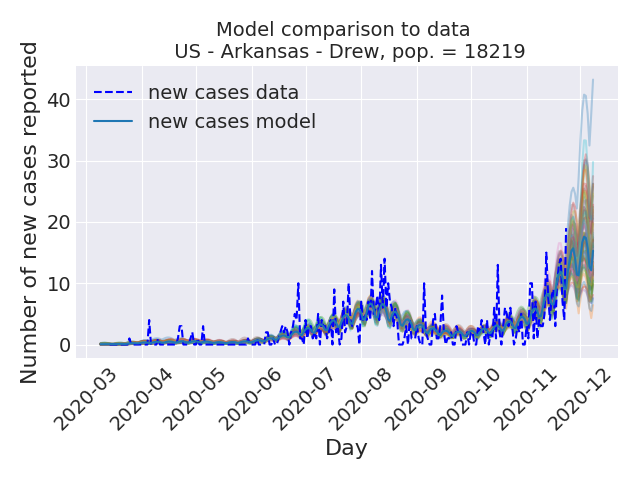 Model comparison to data
US - Arkansas - Drew, pop. = 18219
Number of new cases reported
40
30
20
10
0
new cases data
new cases model
2020-03
2020-04
2020-05
2020-06
2020-07
2020-08
2020-09
2020-10
2020-11
2020-12
Day